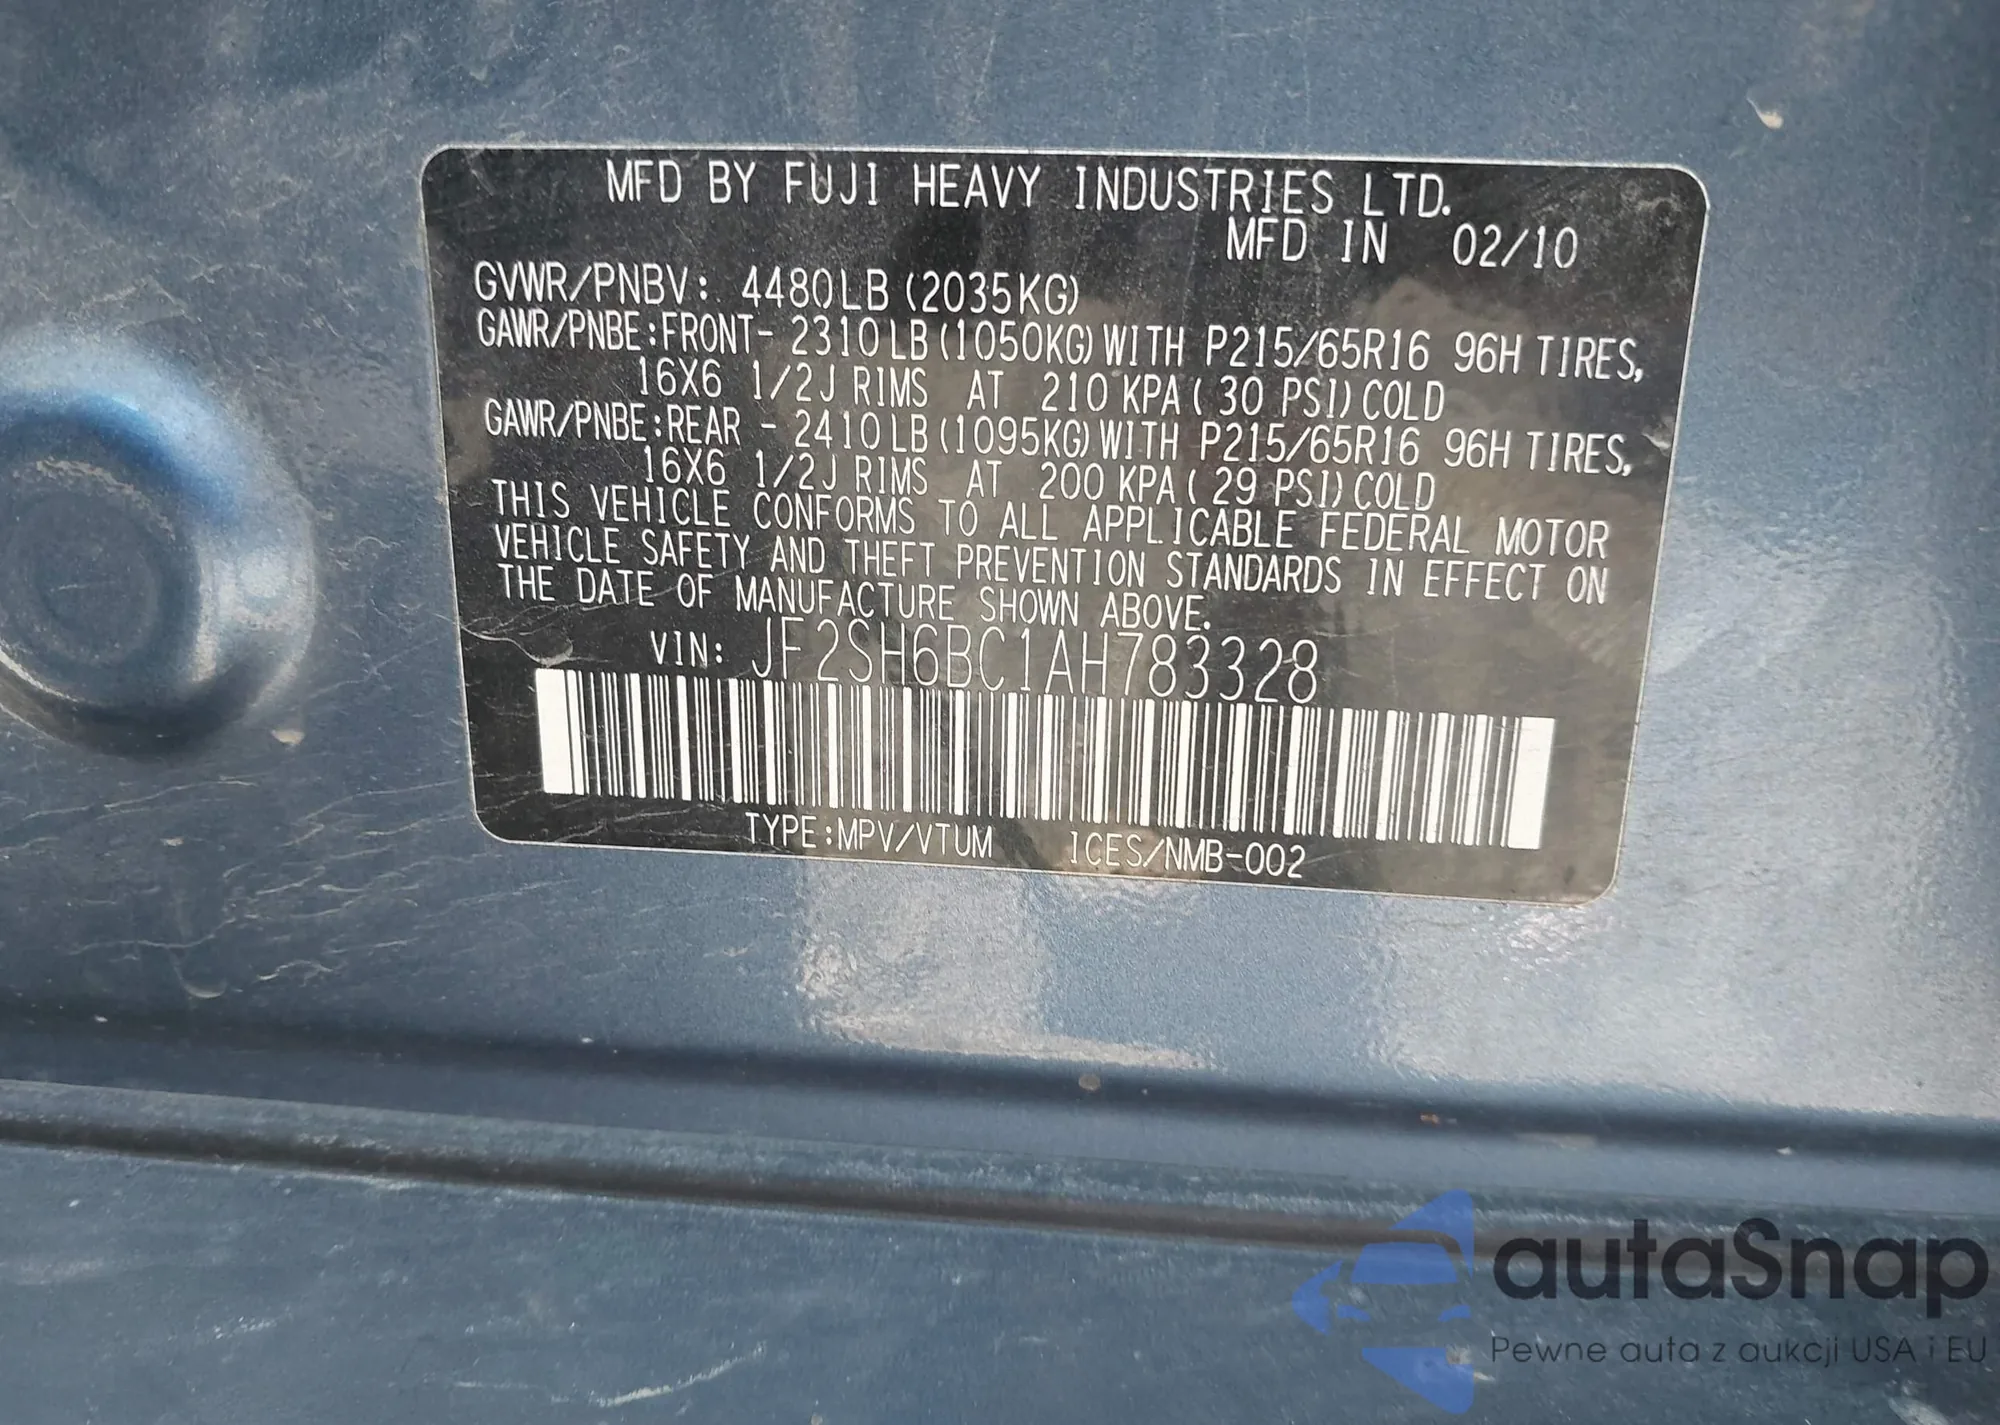 MFD BY FUJI HEAVY INDUSTRIES LTD.
MFD IN 02/10
GVWR/PNBV: 4480LB (2035KG)
GAWR/PNBE:FRONT- 2310LB(1050KG)WITH P215/65R16 96H TIRES,
16X6 1/2J RIMS AT 210 KPA( 30 PSI)COLD
GAWR/PNBE:REAR - 2410LB(1095KG)WITH P215/65R16 96H TIRES,
16X6 1/2J RIMS AT 200 KPA( 29 PSI)COLD
THIS VEHICLE CONFORMS TO ALL APPLICABLE FEDERAL MOTOR
VEHICLE SAFETY AND THEFT PREVENTION STANDARDS IN EFFECT ON
THE DATE OF MANUFACTURE SHOWN ABOVE.
VIN: JF2SH6BC1AH783328
TYPE:MPV/VTUM ICES/NMB-002
autaSnap
Pewne auta z aukcji USA i EU